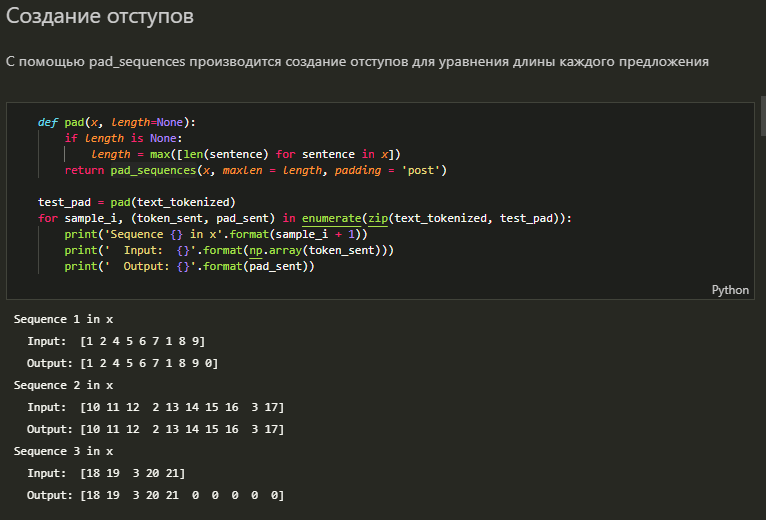 Создание отступов
С помощью pad_sequences производится создание отступов для уравнения длины каждого предложения
def pad(x, length=None):
    if length is None:
        length = max([len(sentence) for sentence in x])
    return pad_sequences(x, maxlen = length, padding = 'post')
test_pad = pad(text_tokenized)
for sample_i, (token_sent, pad_sent) in enumerate(zip(text_tokenized, test_pad)):
    print('Sequence {} in x'.format(sample_i + 1))
    print('  Input:  {}'.format(np.array(token_sent)))
    print('  Output: {}'.format(pad_sent))
Python
Sequence 1 in x
  Input:  [1 2 4 5 6 7 1 8 9]
  Output: [1 2 4 5 6 7 1 8 9 0]
Sequence 2 in x
  Input:  [10 11 12  2 13 14 15 16  3 17]
  Output: [10 11 12  2 13 14 15 16  3 17]
Sequence 3 in x
  Input:  [18 19  3 20 21]
  Output: [18 19  3 20 21  0  0  0  0  0]